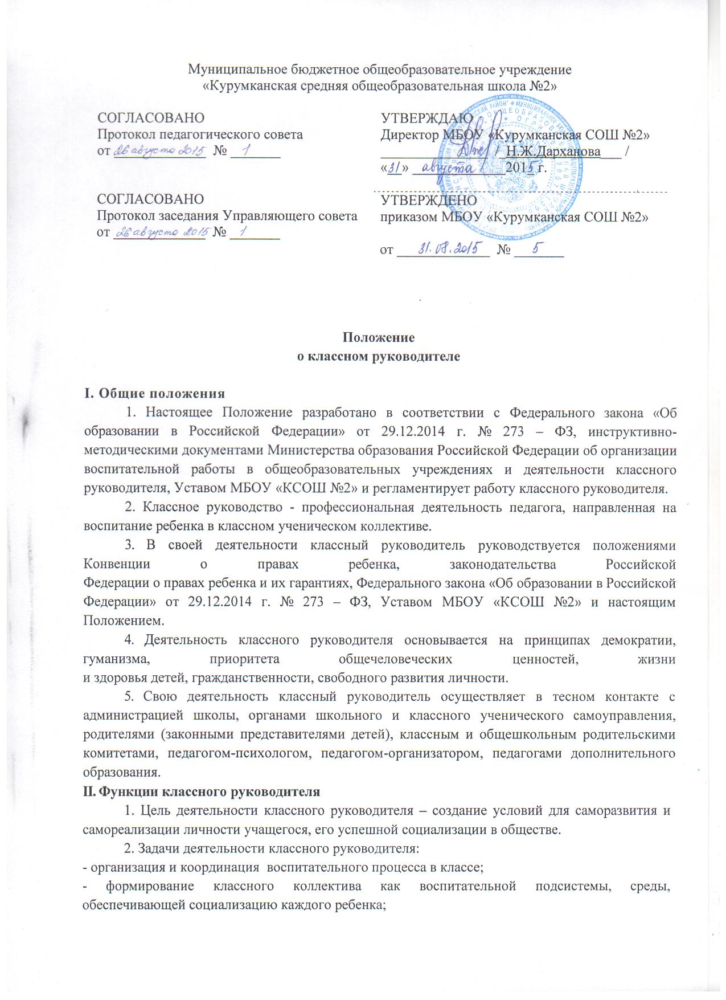 Муниципальное бюджетное общеобразовательное учреждение
«Курумканская средняя общеобразовательная школа №2»
СОГЛАСОВАНО
Протокол педагогического совета
от 26 августа 2015 № 1
УТВЕРЖДАЮ
Директор МБОУ «Курумканская СОШ №2»
/ Н.Ж.Дарханова /
«31» августа 2015 г.
СОГЛАСОВАНО
Протокол заседания Управляющего совета
от 26 августа 2015 № 1
УТВЕРЖДЕНО
приказом МБОУ «Курумканская СОШ №2»
от 31.08.2015 № 5
Положение
о классном руководителе
I. Общие положения
1. Настоящее Положение разработано в соответствии с Федерального закона «Об
образовании в Российской Федерации» от 29.12.2014 г. № 273 – ФЗ, инструктивно-
методическими документами Министерства образования Российской Федерации об организации
воспитательной работы в общеобразовательных учреждениях и деятельности классного
руководителя, Уставом МБОУ «КСОШ №2» и регламентирует работу классного руководителя.
2. Классное руководство - профессиональная деятельность педагога, направленная на
воспитание ребенка в классном ученическом коллективе.
3. В своей деятельности классный руководитель руководствуется положениями
Конвенции о правах ребенка, законодательства Российской
Федерации о правах ребенка и их гарантиях, Федерального закона «Об образовании в Российской
Федерации» от 29.12.2014 г. № 273 – ФЗ, Уставом МБОУ «КСОШ №2» и настоящим
Положением.
4. Деятельность классного руководителя основывается на принципах демократии,
гуманизма, приоритета общечеловеческих ценностей, жизни
и здоровья детей, гражданственности, свободного развития личности.
5. Свою деятельность классный руководитель осуществляет в тесном контакте с
администрацией школы, органами школьного и классного ученического самоуправления,
родителями (законными представителями детей), классным и общешкольным родительскими
комитетами, педагогом-психологом, педагогом-организатором, педагогами дополнительного
образования.
II. Функции классного руководителя
1. Цель деятельности классного руководителя – создание условий для саморазвития и
самореализации личности учащегося, его успешной социализации в обществе.
2. Задачи деятельности классного руководителя:
- организация и координация воспитательного процесса в классе;
- формирование классного коллектива как воспитательной подсистемы, среды,
обеспечивающей социализацию каждого ребенка;